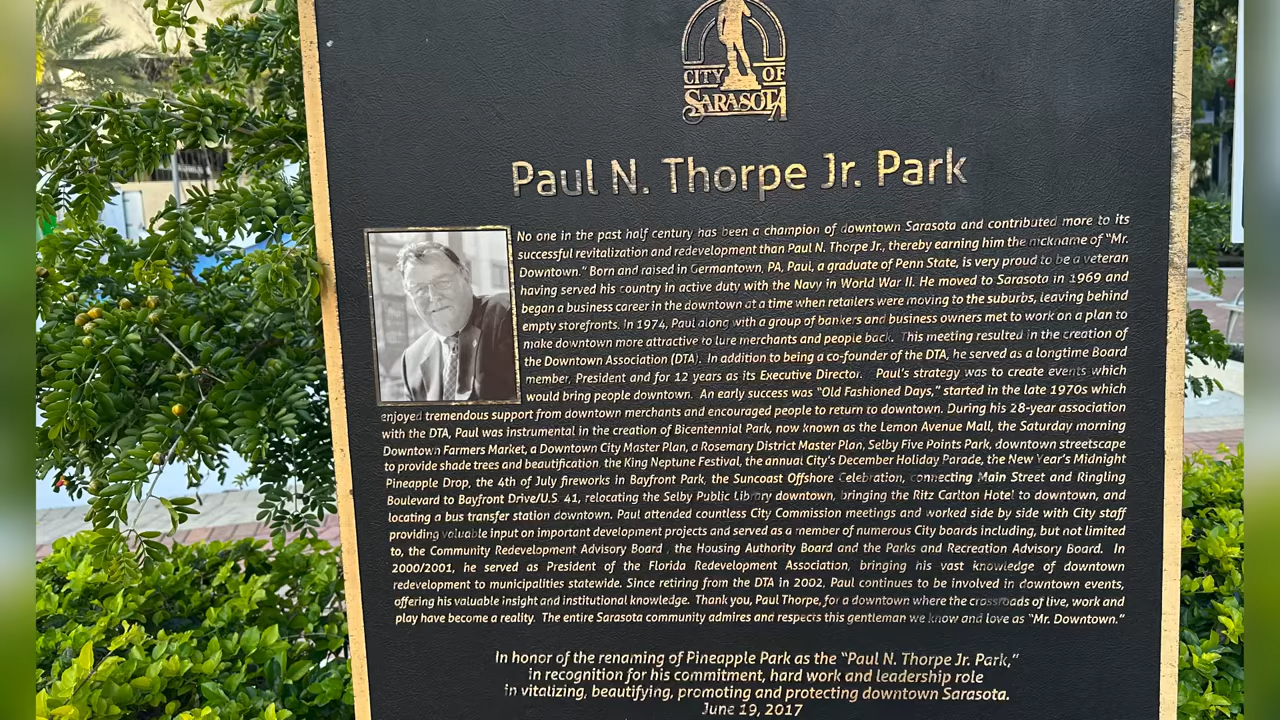 CITY OF
SARASOTA
Paul N. Thorpe Jr. Park
No one in the past half century has been a champion of downtown Sarasota and contributed more to its
successful revitalization and redevelopment than Paul N. Thorpe Jr., thereby earning him the nickname of “Mr.
Downtown.” Born and raised in Germantown, PA, Paul, a graduate of Penn State, is very proud to be a veteran
having served his country in active duty with the Navy in World War II. He moved to Sarasota in 1969 and
began a business career in the downtown at a time when retailers were moving to the suburbs, leaving behind
empty storefronts. In 1974, Paul along with a group of bankers and business owners met to work on a plan to
make downtown more attractive to lure merchants and people back. This meeting resulted in the creation of
the Downtown Association (DTA). In addition to being a co-founder of the DTA, he served as a longtime Board
member, President and for 12 years as its Executive Director. Paul's strategy was to create events which
would bring people downtown. An early success was “Old Fashioned Days,” started in the late 1970s which
enjoyed tremendous support from downtown merchants and encouraged people to return to downtown. During his 28-year association
with the DTA, Paul was instrumental in the creation of Bicentennial Park, now known as the Lemon Avenue Mall, the Saturday morning
Downtown Farmers Market, a Downtown City Master Plan, a Rosemary District Master Plan, Selby Five Points Park, downtown streetscape
to provide shade trees and beautification the King Neptune Festival, the annual City's December Holiday Parade, the New Year's Midnight
Pineapple Drop, the 4th of July fireworks in Bayfront Park, the Suncoast Offshore Celebration, connecting Main Street and Ringling
Boulevard to Bayfront Drive/U.S. 41, relocating the Selby Public Library downtown, bringing the Ritz Carlton Hotel to downtown, and
locating a bus transfer station downtown. Paul attended countless City Commission meetings and worked side by side with City staff
providing valuable input on important development projects and served as a member of numerous City boards including, but not limited
to, the Community Redevelopment Advisory Board , the Housing Authority Board and the Parks and Recreation Advisory Board. In
2000/2001, he served as President of the Florida Redevelopment Association, bringing his vast knowledge of downtown
redevelopment to municipalities statewide. Since retiring from the DTA in 2002, Paul continues to be involved in downtown events,
offering his valuable insight and institutional knowledge. Thank you, Paul Thorpe, for a downtown where the crossroads of live, work and
play have become a reality. The entire Sarasota community admires and respects this gentleman we know and love as “Mr. Downtown.”
In honor of the renaming of Pineapple Park as the “Paul N. Thorpe Jr. Park,”
in recognition for his commitment, hard work and leadership role
in vitalizing, beautifying, promoting and protecting downtown Sarasota.
June 19, 2017